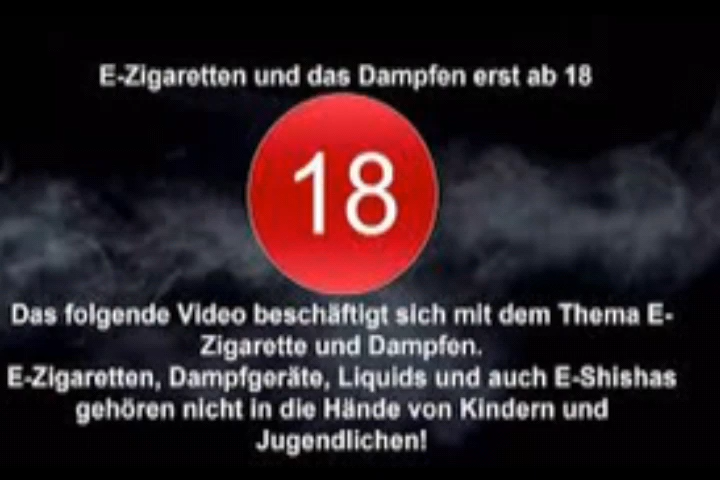 E-Zigaretten und das Dampfen erst ab 18
18
Das folgende Video beschäftigt sich mit dem Thema E-
Zigarette und Dampfen.
E-Zigaretten, Dampfgeräte, Liquids und auch E-Shishas
gehören nicht in die Hände von Kindern und
Jugendlichen!